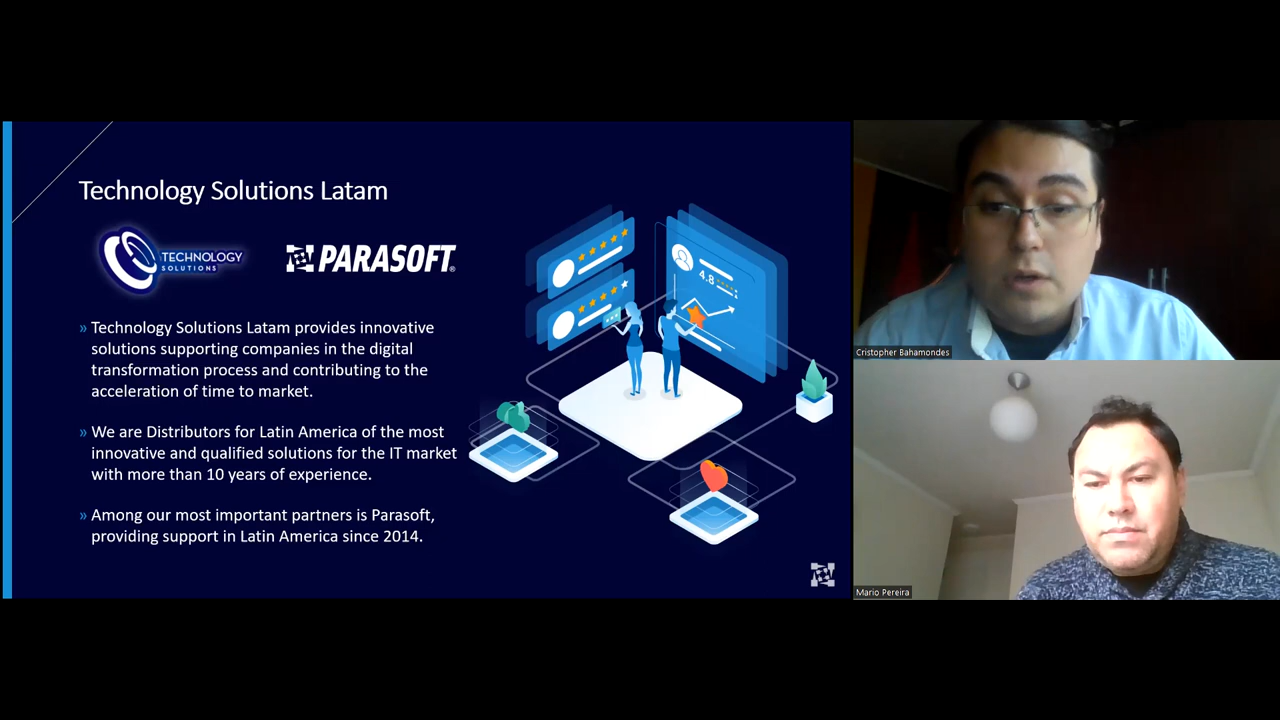 Technology Solutions Latam
TECHNOLOGY
SOLUTIONS
PARASOFT®
» Technology Solutions Latam provides innovative
solutions supporting companies in the digital
transformation process and contributing to the
acceleration of time to market.
» We are Distributors for Latin America of the most
innovative and qualified solutions for the IT market
with more than 10 years of experience.
» Among our most important partners is Parasoft,
providing support in Latin America since 2014.
4.8
Cristopher Bahamondes
Mario Pereira